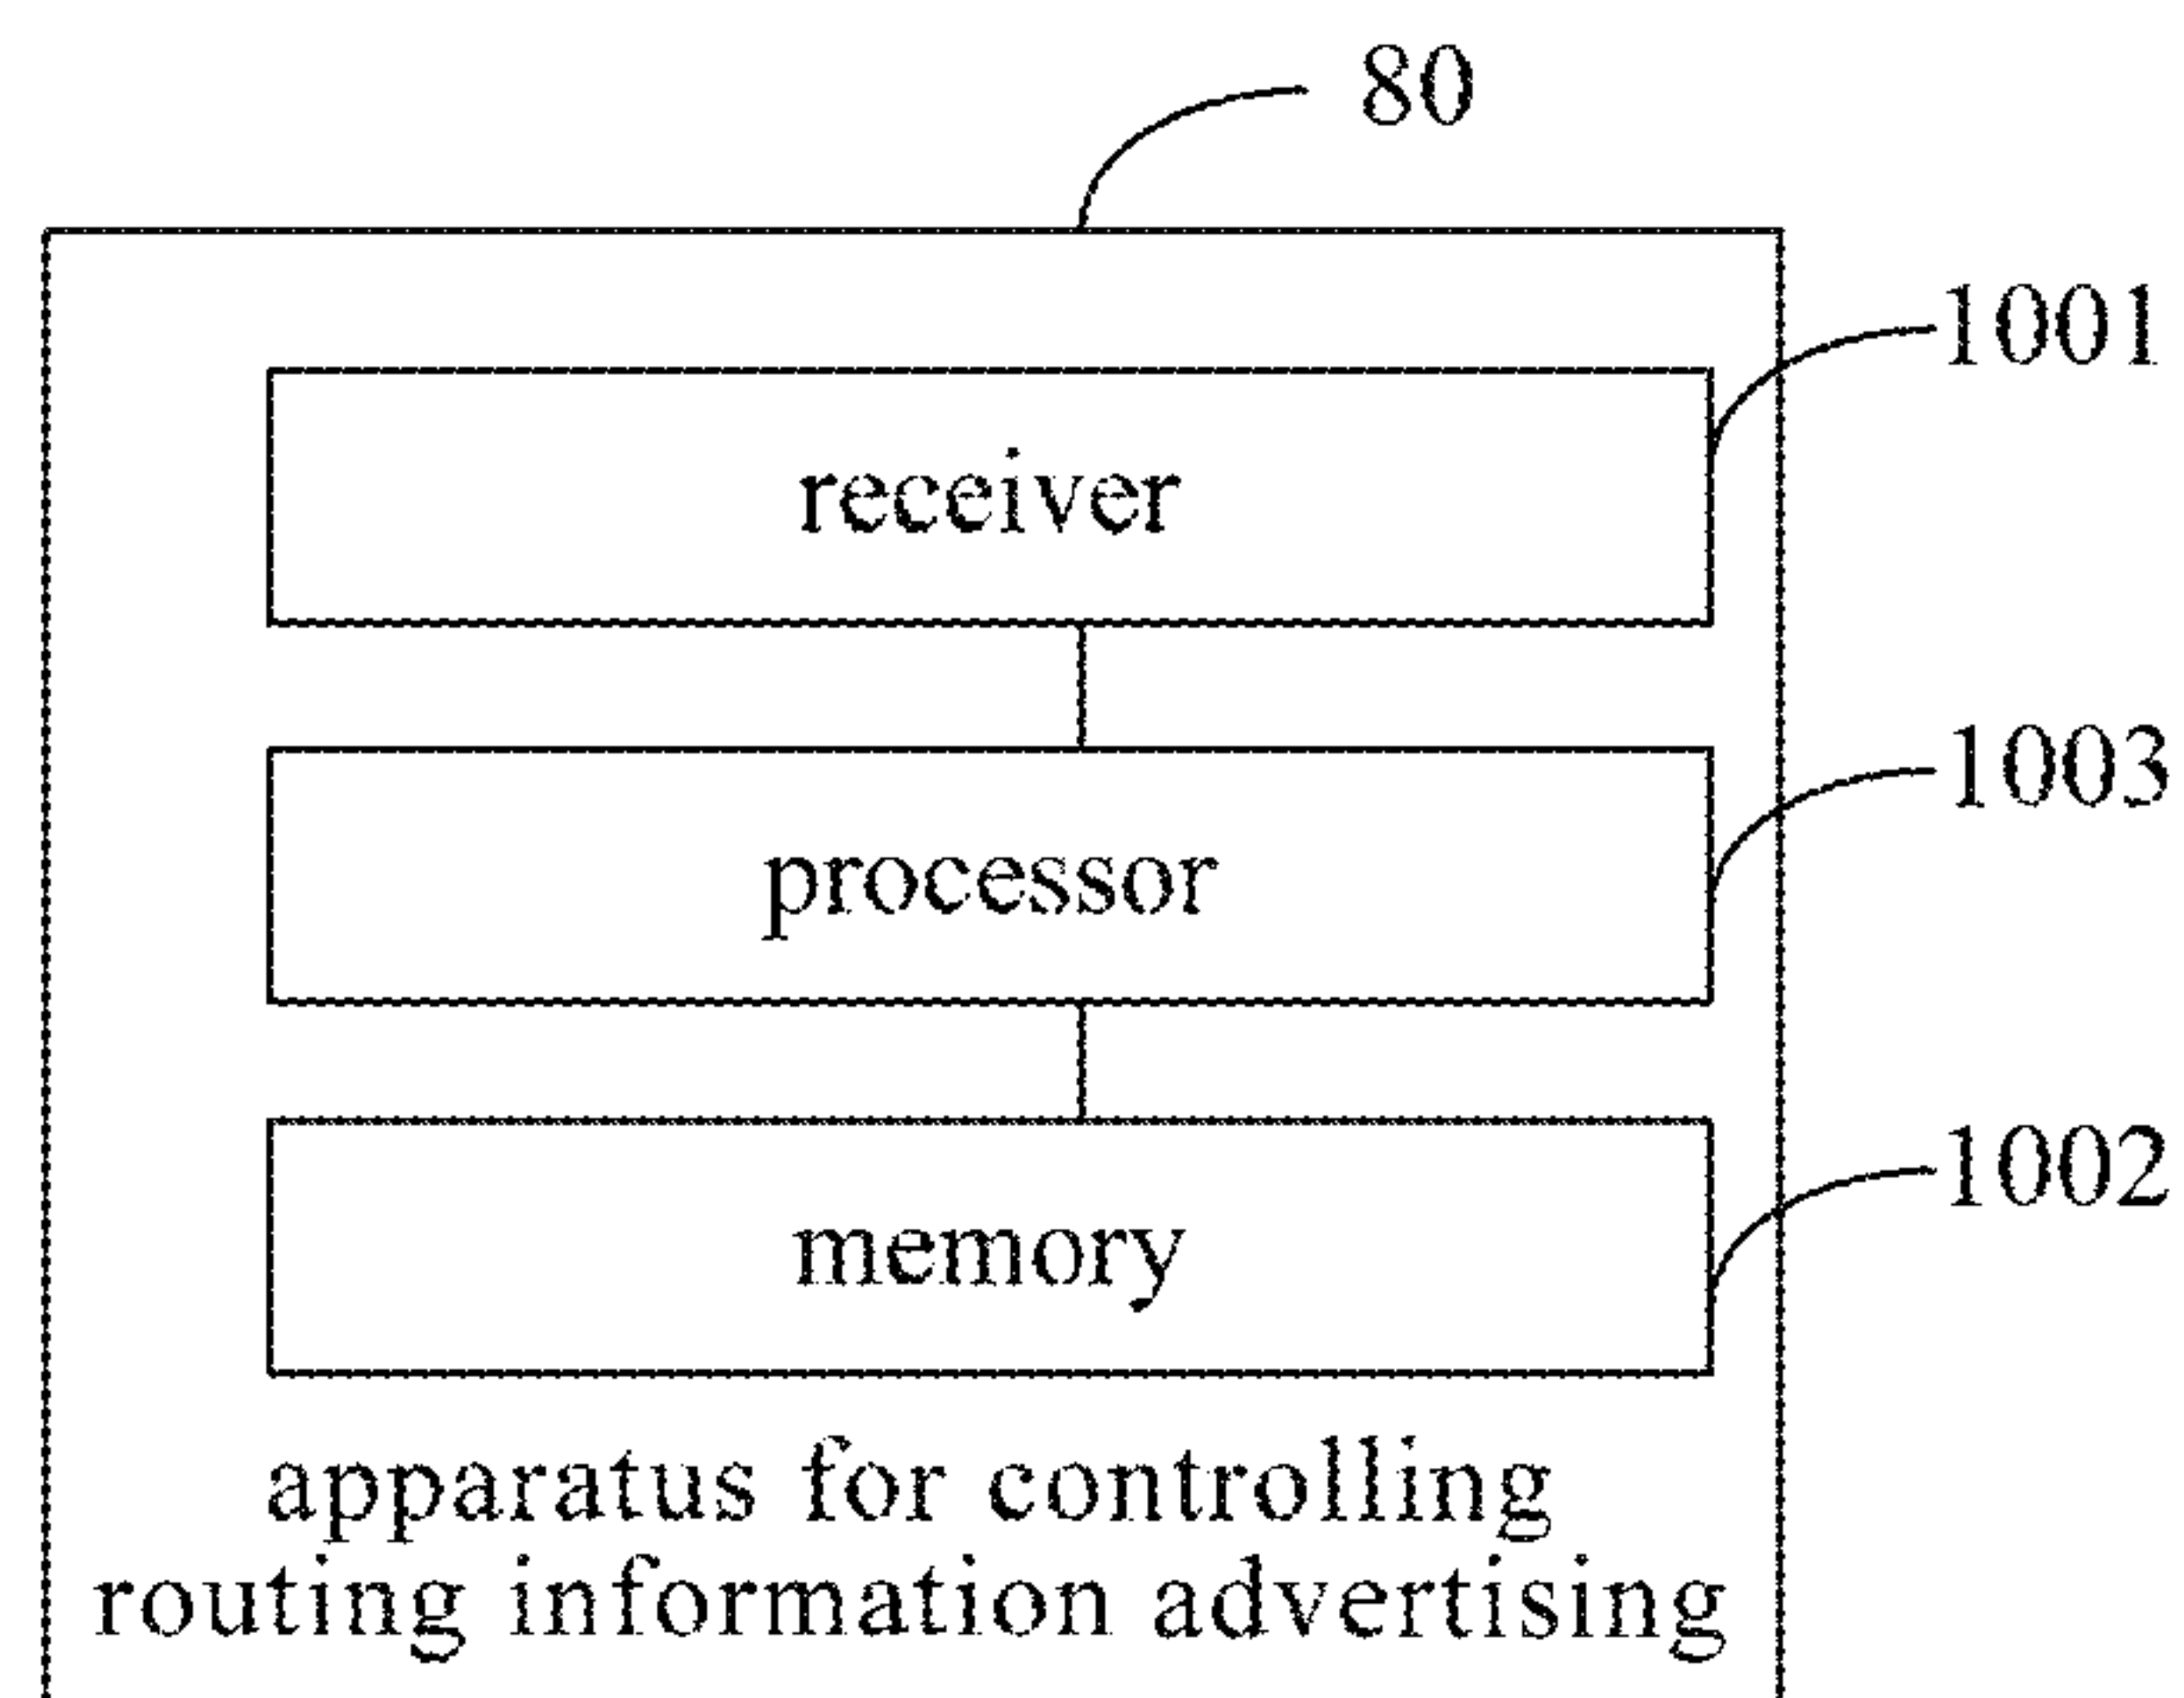 80
1001
receiver
1003
processor
1002
memory
apparatus for controlling
routing information advertising